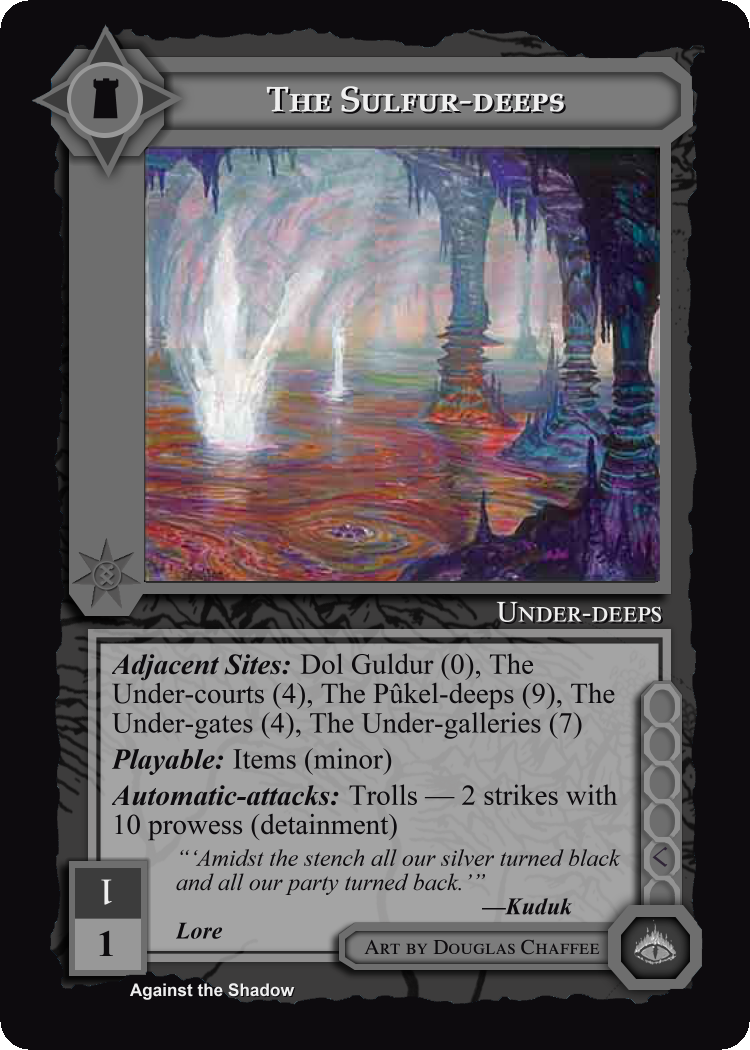 The Sulfur-deeps
Under-deeps
Adjacent Sites: Dol Guldur (0), The
Under-courts (4), The Pûkel-deeps (9), The
Under-gates (4), The Under-galleries (7)
Playable: Items (minor)
Automatic-attacks: Trolls — 2 strikes with
10 prowess (detainment)
“‘Amidst the stench all our silver turned black
and all our party turned back.’”
—Kuduk
Lore
1
1
Art by Douglas Chaffee
Against the Shadow